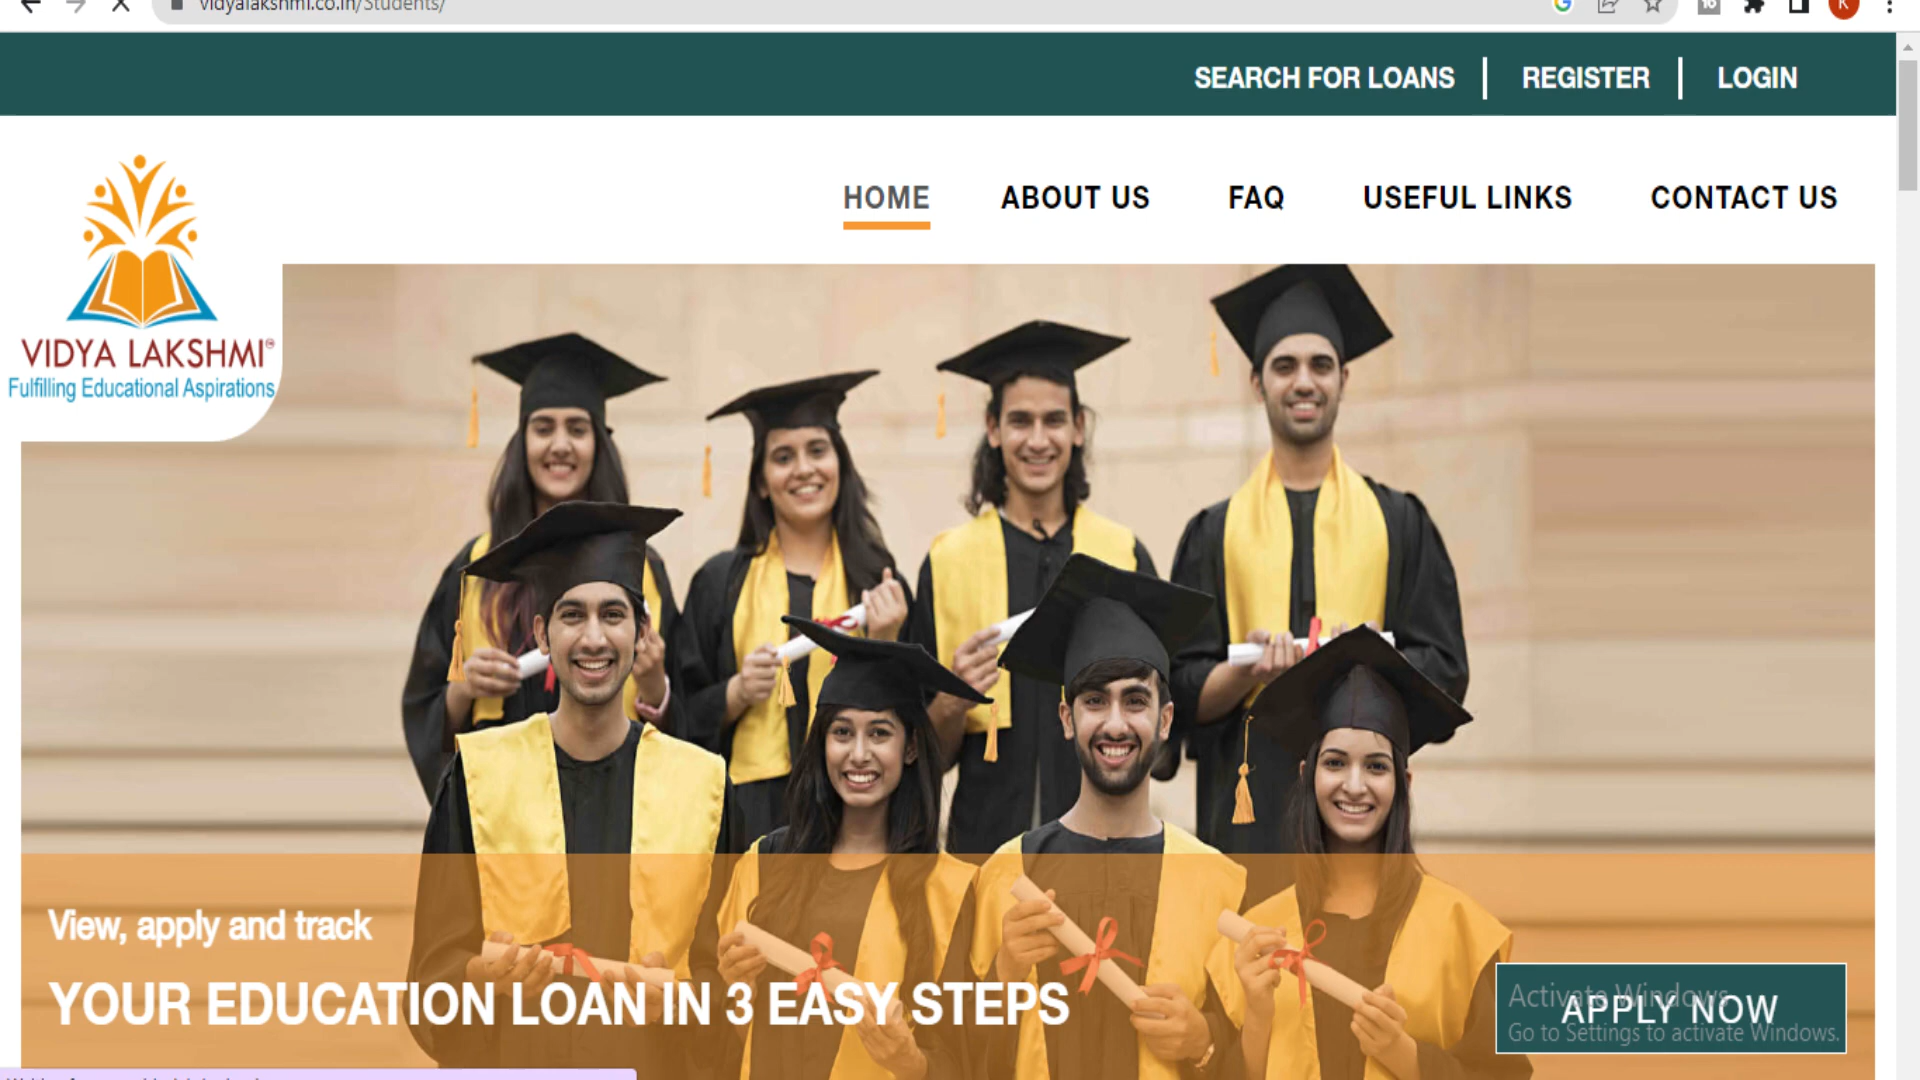 vidyalakshmi.co.in/Students/
SEARCH FOR LOANS
REGISTER
LOGIN
HOME
ABOUT US
FAQ
USEFUL LINKS
CONTACT US
VIDYA LAKSHMI
Fulfilling Educational Aspirations
View, apply and track
YOUR EDUCATION LOAN IN 3 EASY STEPS
APPLY NOW
Activate Windows
Go to Settings to activate Windows.
K